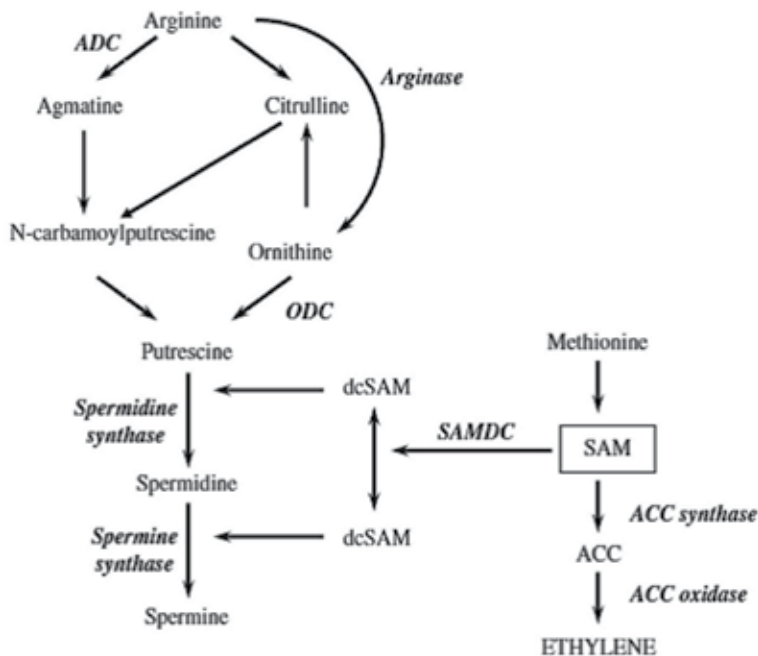 Arginine
ADC
Arginase
Agmatine
Citrulline
N-carbamoylputrescine
Ornithine
ODC
Putrescine
Methionine
dcSAM
Spermidine
synthase
SAMDC
SAM
Spermidine
ACC synthase
Spermine
synthase
dcSAM
ACC
ACC oxidase
Spermine
ETHYLENE